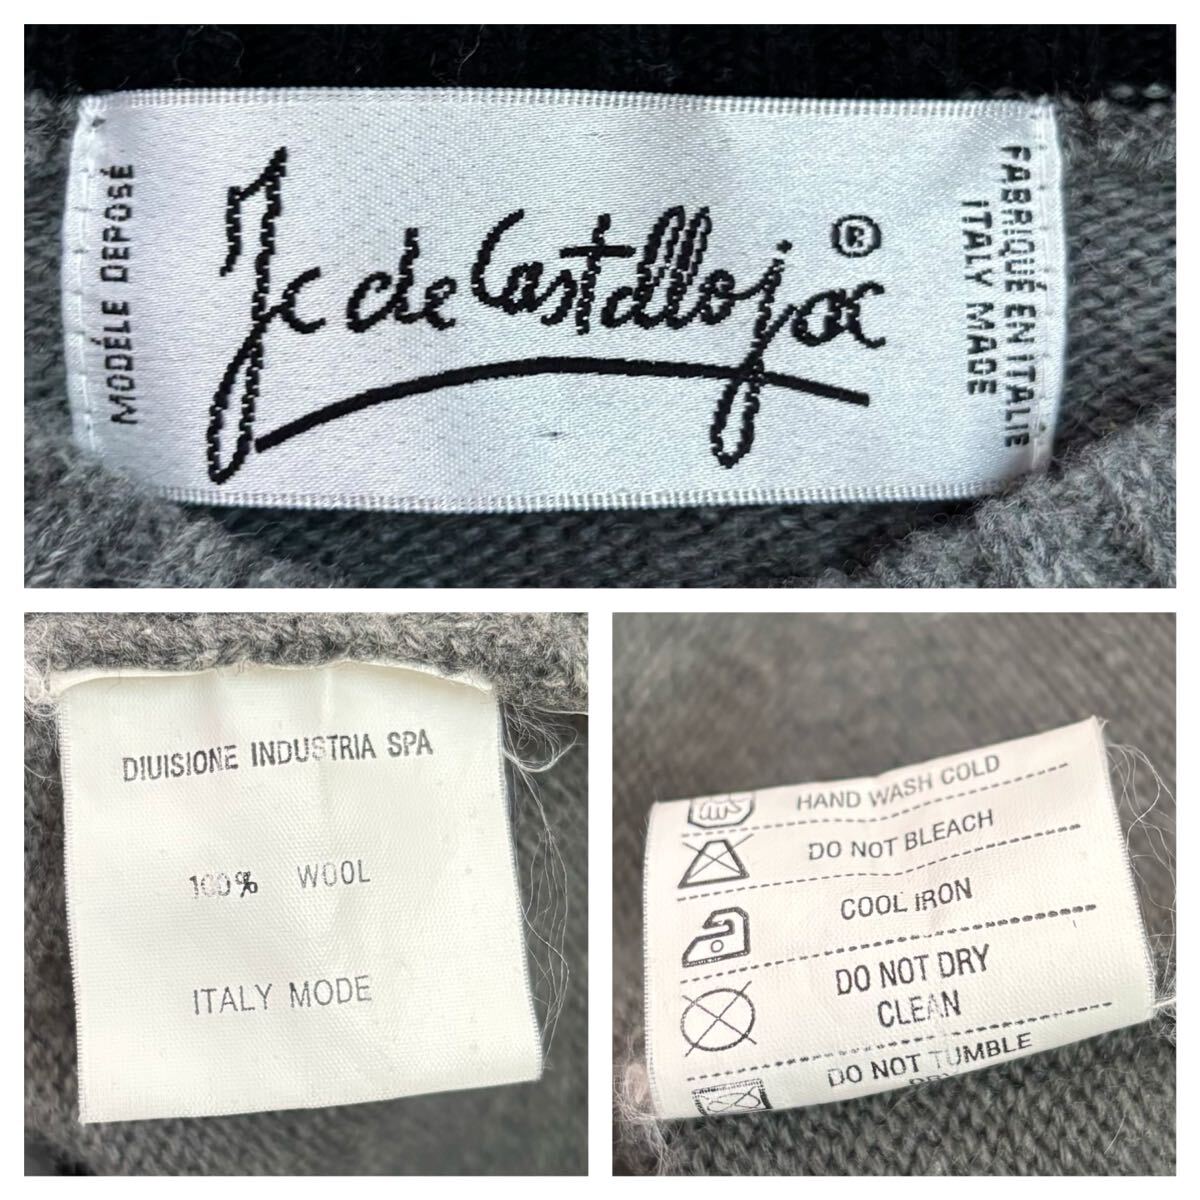 MODÉLE DEPOSÉ
Jc de Castelbajac ®
FABRIQUÉ EN ITALIE
ITALY MADE
DIUISIONE INDUSTRIA SPA
100% WOOL
ITALY MODE
HAND WASH COLD
DO NOT BLEACH
COOL IRON
DO NOT DRY
CLEAN
DO NOT TUMBLE
DRY